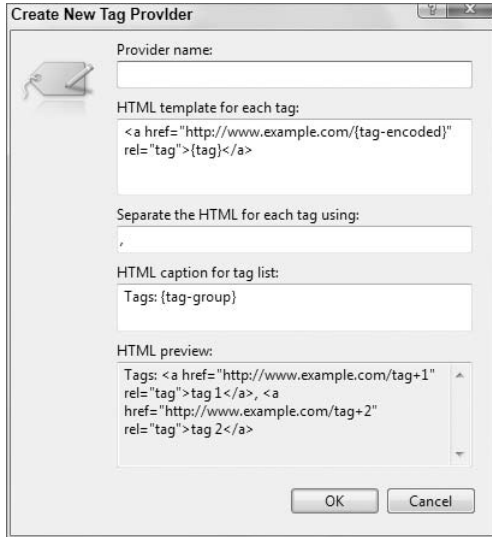 Create New Tag Provider
Provider name:
HTML template for each tag:
<a href="http://www.example.com/{tag-encoded}"
rel="tag">{tag}</a>
Separate the HTML for each tag using:
,
HTML caption for tag list:
Tags: {tag-group}
HTML preview:
Tags: <a href="http://www.example.com/tag+1"
rel="tag">tag 1</a>, <a
href="http://www.example.com/tag+2"
rel="tag">tag 2</a>
OK Cancel